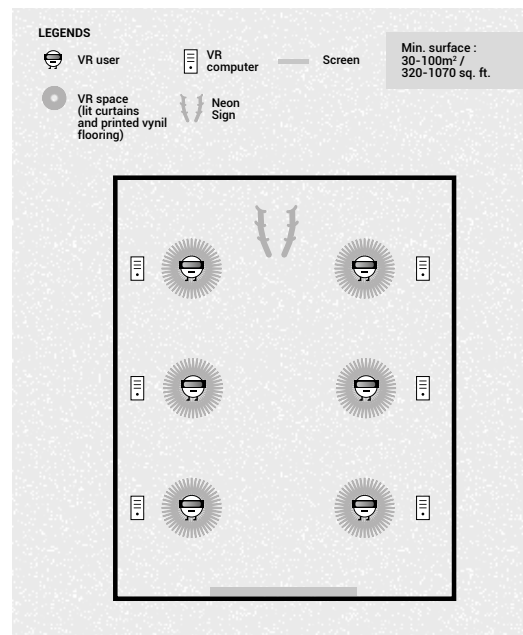 LEGENDS
VR user
VR
computer
Screen
Min. surface :
30-100m² /
320-1070 sq. ft.
VR space
(lit curtains
and printed vynil
flooring)
Neon
Sign